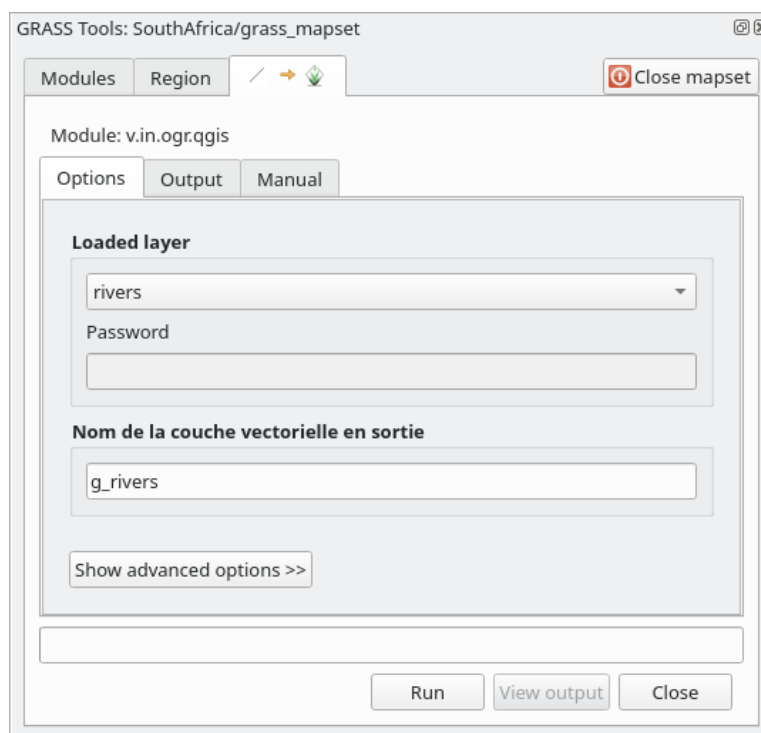 GRASS Tools: SouthAfrica/grass_mapset
Modules Region Close mapset
Module: v.in.ogr.qgis
Options Output Manual
Loaded layer
rivers
Password
Nom de la couche vectorielle en sortie
g_rivers
Show advanced options >>
Run View output Close